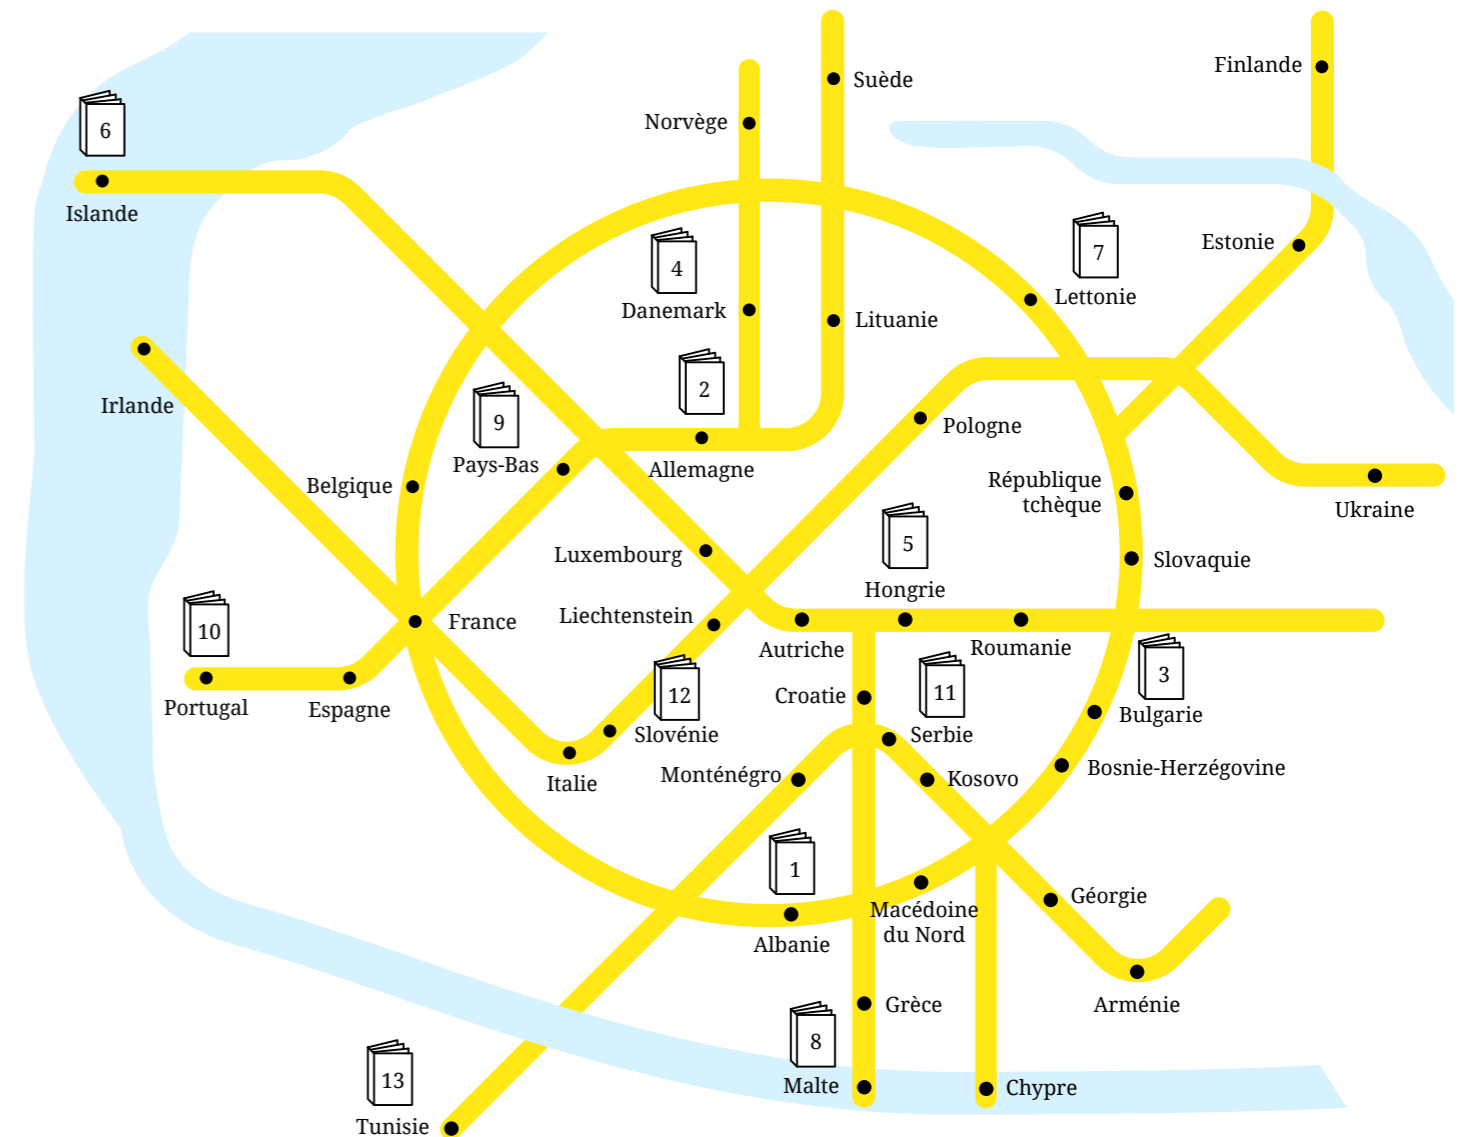 Suède
Finlande
Norvège
6
Islande
4
Danemark
7
Estonie
Lettonie
Lituanie
2
Irlande
9
Pays-Bas
Allemagne
Pologne
Belgique
République
tchèque
Ukraine
5
Luxembourg
Slovaquie
Hongrie
10
France
Liechtenstein
Autriche
Roumanie
3
Portugal
Espagne
12
Slovénie
Croatie
11
Serbie
Bulgarie
Italie
Monténégro
Kosovo
Bosnie-Herzégovine
1
Albanie
Macédoine
du Nord
Géorgie
Arménie
Grèce
8
Malte
Chypre
13
Tunisie